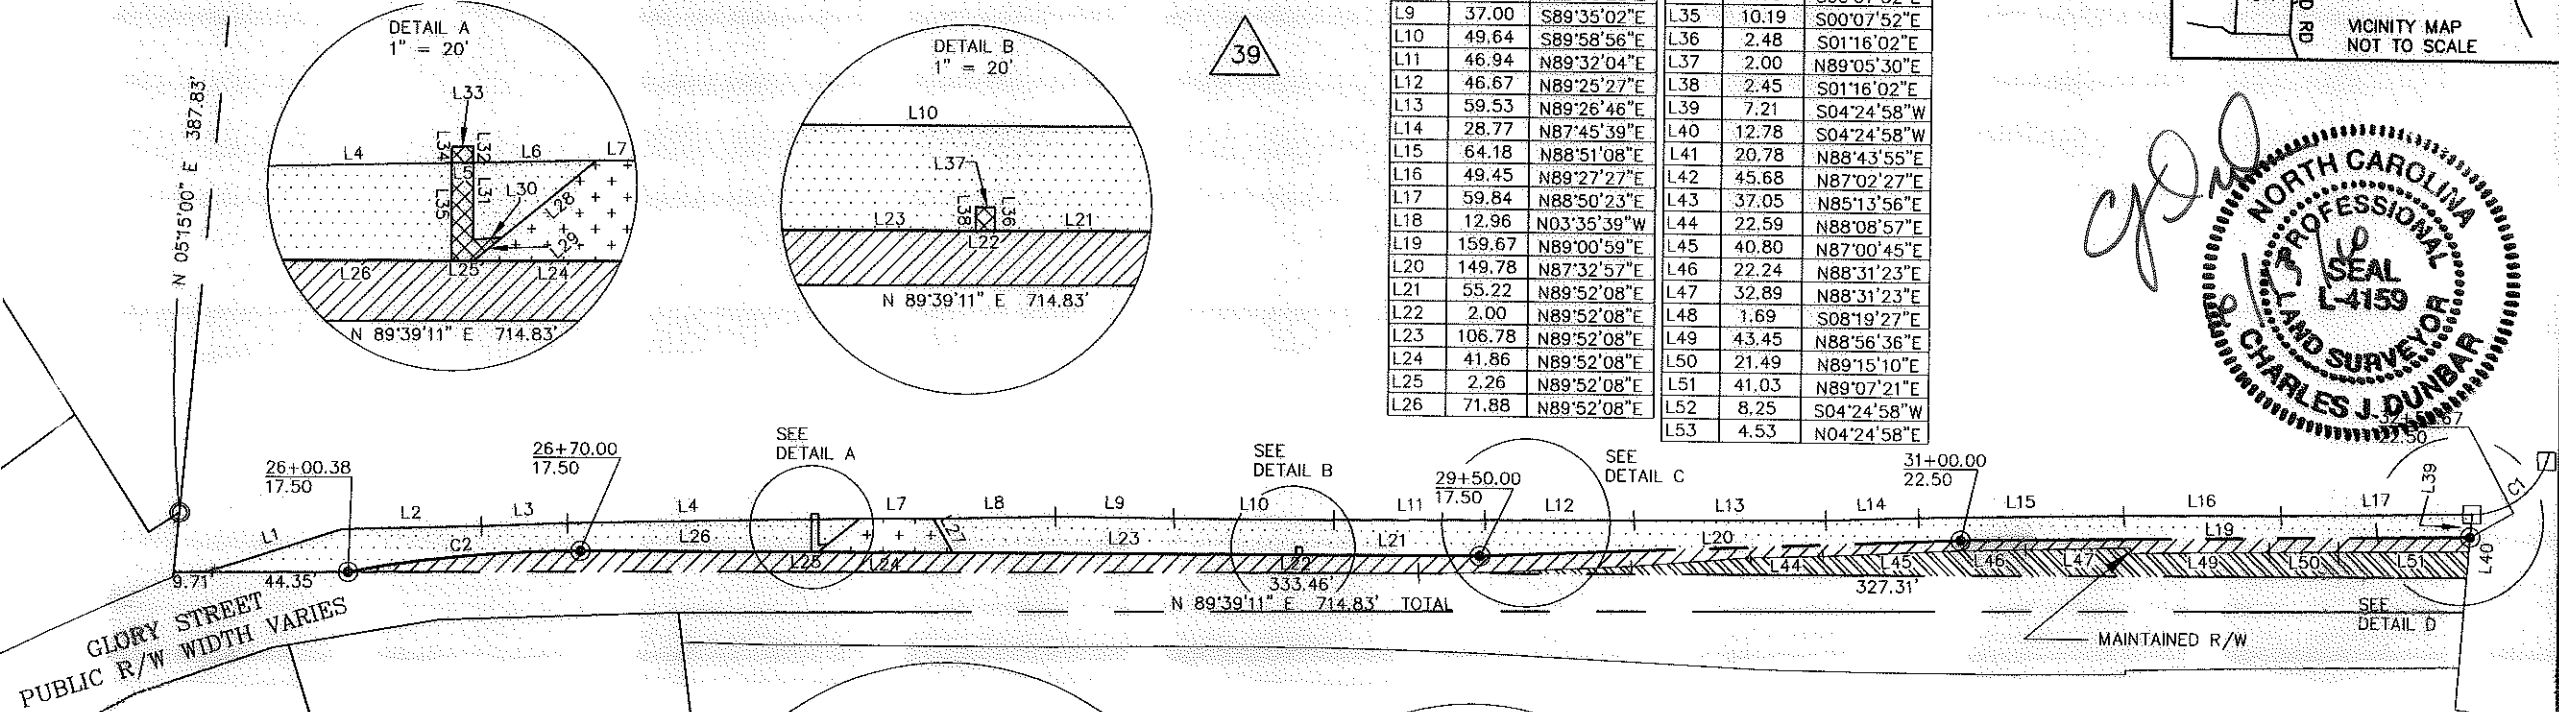 DETAIL A
1" = 20'
L33
L34
L32
L4
L6
L7
L5
L35
L31
L30
L28
L29
L26
L25
L24
N 89°39'11" E 714.83'
N 05°15'00" E 387.83'
DETAIL B
1" = 20'
L10
L37
L38
L36
L23
L22
L21
N 89°39'11" E 714.83'
39
L9 37.00 S89°35'02"E
L10 49.64 S89°58'56"E
L11 46.94 N89°32'04"E
L12 46.67 N89°25'27"E
L13 59.53 N89°26'46"E
L14 28.77 N87°45'39"E
L15 64.18 N88°51'08"E
L16 49.45 N89°27'27"E
L17 59.84 N88°50'23"E
L18 12.96 N03°35'39"W
L19 159.67 N89°00'59"E
L20 149.78 N87°32'57"E
L21 55.22 N89°52'08"E
L22 2.00 N89°52'08"E
L23 106.78 N89°52'08"E
L24 41.86 N89°52'08"E
L25 2.26 N89°52'08"E
L26 71.88 N89°52'08"E
L35 10.19 S00°07'52"E
L36 2.48 S01°16'02"E
L37 2.00 N89°05'30"E
L38 2.45 S01°16'02"E
L39 7.21 S04°24'58"W
L40 12.78 S04°24'58"W
L41 20.78 N88°43'55"E
L42 45.68 N87°02'27"E
L43 37.05 N85°13'56"E
L44 22.59 N88°08'57"E
L45 40.80 N87°00'45"E
L46 22.24 N88°31'23"E
L47 32.89 N88°31'23"E
L48 1.69 S08°19'27"E
L49 43.45 N88°56'36"E
L50 21.49 N89°15'10"E
L51 41.03 N89°07'21"E
L52 8.25 S04°24'58"W
L53 4.53 N04°24'58"E
D RD
VICINITY MAP
NOT TO SCALE
NORTH CAROLINA
PROFESSIONAL
SEAL
L-4159
LAND SURVEYOR
CHARLES J. DUNBAR
26+00.38
17.50
26+70.00
17.50
SEE
DETAIL A
SEE
DETAIL B
29+50.00
17.50
SEE
DETAIL C
31+00.00
22.50
L39
C1
L1
L2
L3
L4
L7
L8
L9
L10
L11
L12
L13
L14
L15
L16
L17
C2
L26
L23
L21
L20
L19
L25
L24
L22
L44
L45
L46
L47
L49
L50
L51
L40
9.71'
44.35'
333.46'
327.31'
N 89°39'11" E 714.83' TOTAL
GLORY STREET
PUBLIC R/W WIDTH VARIES
MAINTAINED R/W
SEE
DETAIL D